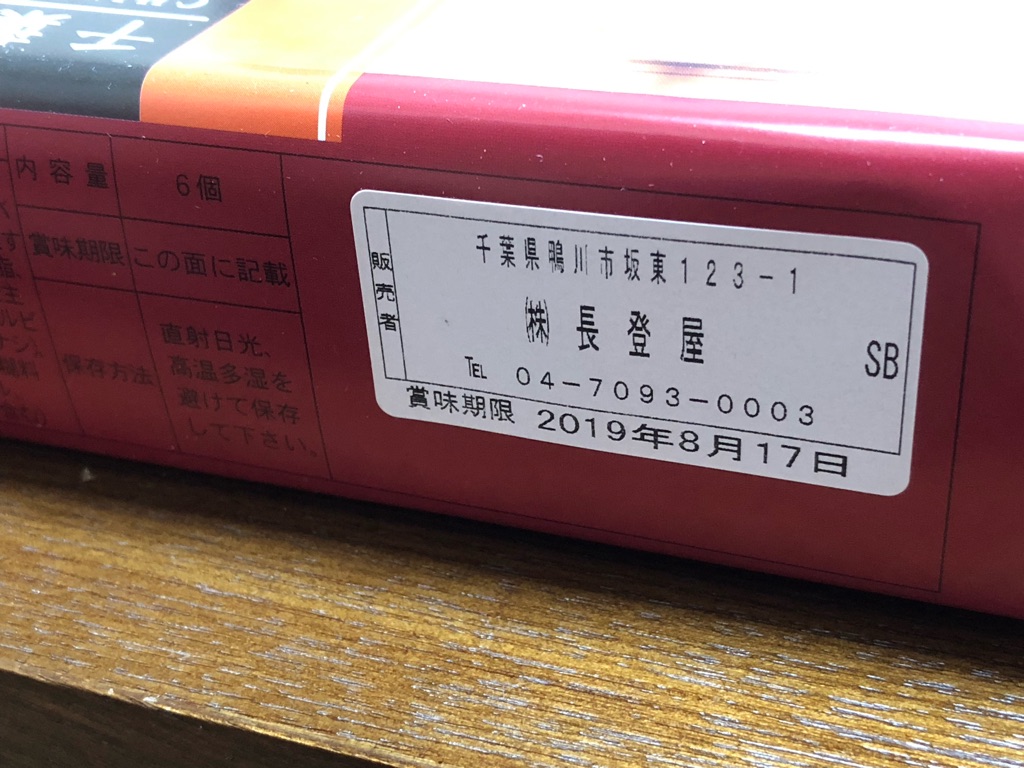 千葉
内容量
6個
賞味期限
この面に記載
保存方法
直射日光、
高温多湿を
避けて保存
して下さい。
販売者
千葉県鴨川市坂東123-1
㈱長登屋
SB
TEL 04-7093-0003
賞味期限 2019年8月17日